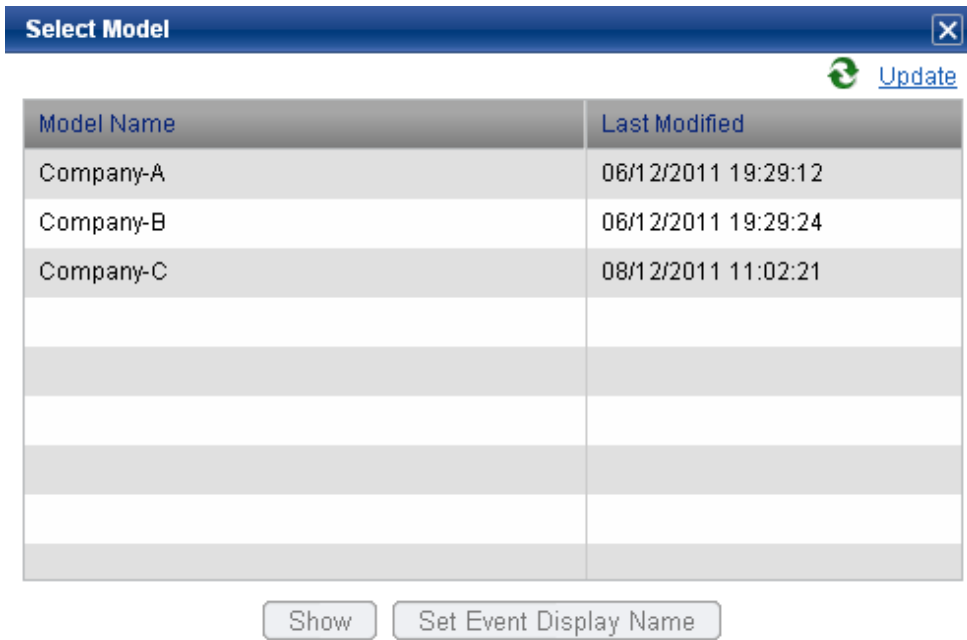 Select Model
Update
Model Name Last Modified
Company-A 06/12/2011 19:29:12
Company-B 06/12/2011 19:29:24
Company-C 08/12/2011 11:02:21
Show Set Event Display Name